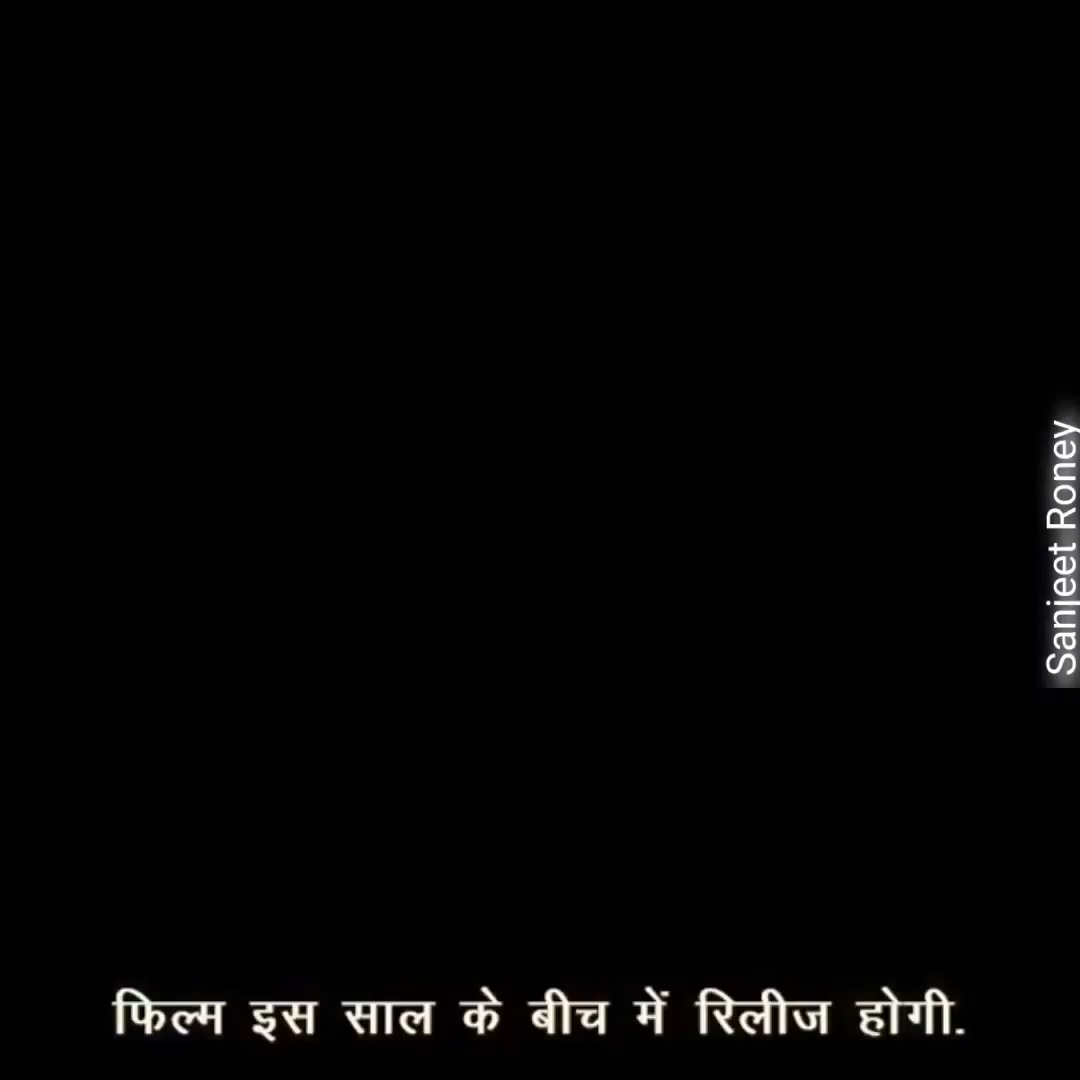 Sanjeet Roney
फिल्म इस साल के बीच में रिलीज होगी.